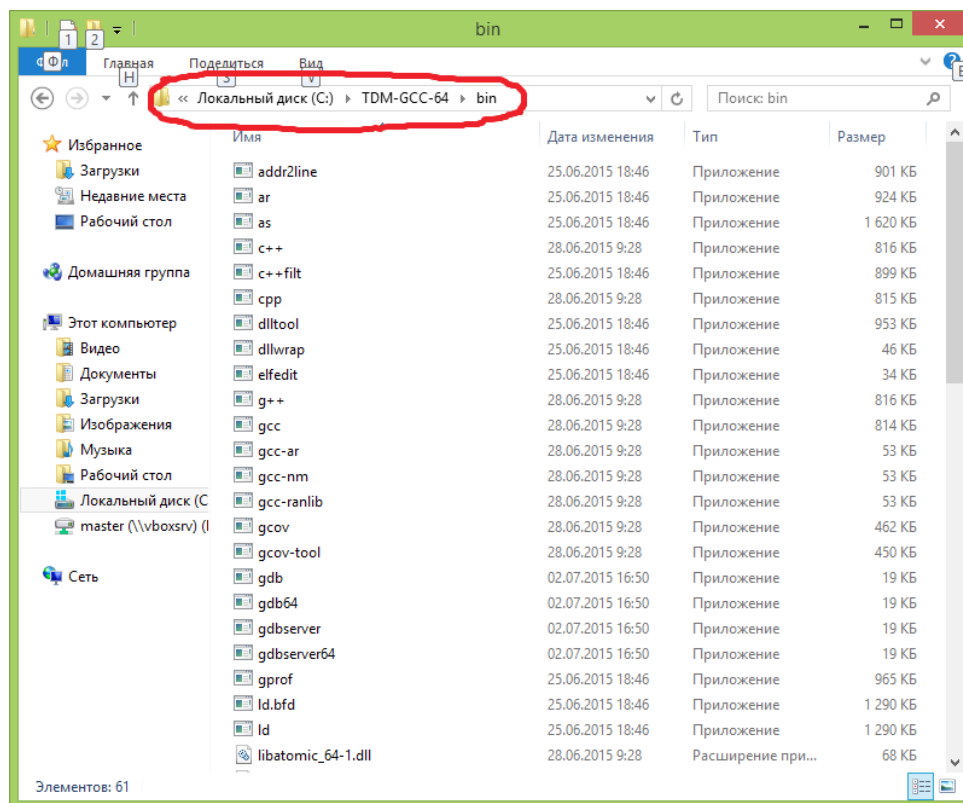 1 2 bin
Ф Главная Поделиться Вид
H S V
« Локальный диск (C:) TDM-GCC-64 bin Поиск: bin
Имя Дата изменения Тип Размер
Избранное
Загрузки
Недавние места
Рабочий стол
Домашняя группа
Этот компьютер
Видео
Документы
Загрузки
Изображения
Музыка
Рабочий стол
Локальный диск (C
master (\\vboxsrv) (
Сеть
addr2line 25.06.2015 18:46 Приложение 901 КБ
ar 25.06.2015 18:46 Приложение 924 КБ
as 25.06.2015 18:46 Приложение 1 620 КБ
c++ 28.06.2015 9:28 Приложение 816 КБ
c++filt 25.06.2015 18:46 Приложение 899 КБ
cpp 28.06.2015 9:28 Приложение 815 КБ
dlltool 25.06.2015 18:46 Приложение 953 КБ
dllwrap 25.06.2015 18:46 Приложение 46 КБ
elfedit 25.06.2015 18:46 Приложение 34 КБ
g++ 28.06.2015 9:28 Приложение 816 КБ
gcc 28.06.2015 9:28 Приложение 814 КБ
gcc-ar 28.06.2015 9:28 Приложение 53 КБ
gcc-nm 28.06.2015 9:28 Приложение 53 КБ
gcc-ranlib 28.06.2015 9:28 Приложение 53 КБ
gcov 28.06.2015 9:28 Приложение 462 КБ
gcov-tool 28.06.2015 9:28 Приложение 450 КБ
gdb 02.07.2015 16:50 Приложение 19 КБ
gdb64 02.07.2015 16:50 Приложение 19 КБ
gdbserver 02.07.2015 16:50 Приложение 19 КБ
gdbserver64 02.07.2015 16:50 Приложение 19 КБ
gprof 25.06.2015 18:46 Приложение 965 КБ
ld.bfd 25.06.2015 18:46 Приложение 1 290 КБ
ld 25.06.2015 18:46 Приложение 1 290 КБ
libatomic_64-1.dll 28.06.2015 9:28 Расширение при... 68 КБ
Элементов: 61